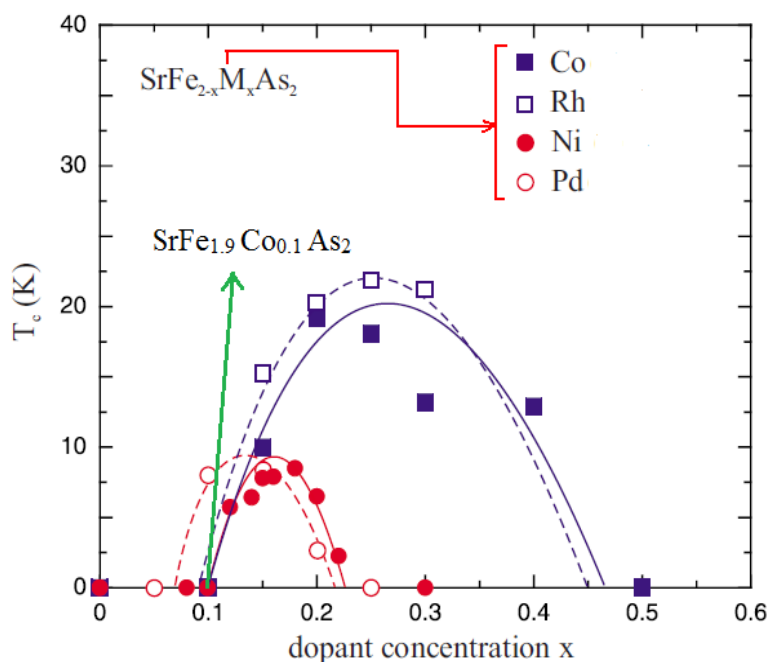 40
SrFe2-xMxAs2
Co
Rh
Ni
Pd
30
SrFe1.9 Co0.1 As2
Tc (K)
20
10
0
0 0.1 0.2 0.3 0.4 0.5 0.6
dopant concentration x